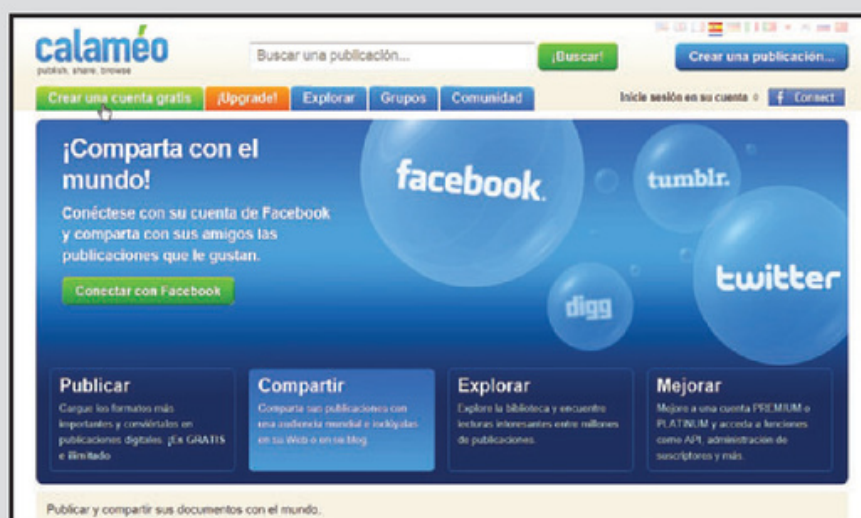 calaméo
publish, share, browse
Buscar una publicación...
¡Buscar!
Crear una publicación...
Crear una cuenta gratis
¡Upgrade!
Explorar
Grupos
Comunidad
Inicie sesión en su cuenta
f Connect
¡Comparta con el
mundo!
Conéctese con su cuenta de Facebook
y comparta con sus amigos las
publicaciones que le gustan.
Conectar con Facebook
facebook.
tumblr.
digg
twitter
Publicar
Cargue los formatos más
importantes y conviértalos en
publicaciones digitales. ¡Es GRATIS
e ilimitado
Compartir
Comparta sus publicaciones con
una audiencia mundial e inclúyalas
en su Web o en su blog.
Explorar
Explore la biblioteca y encuentre
lecturas interesantes entre millones
de publicaciones.
Mejorar
Mejore a una cuenta PREMIUM o
PLATINUM y acceda a funciones
como API, administración de
suscriptores y más.
Publicar y compartir sus documentos con el mundo.